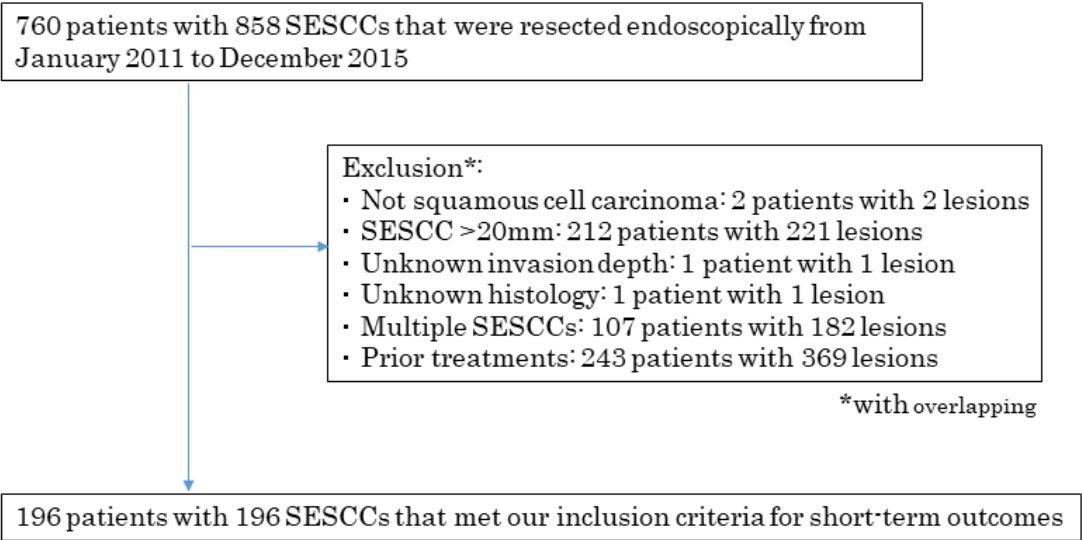 760 patients with 858 SESCCs that were resected endoscopically from
January 2011 to December 2015
Exclusion*:
・Not squamous cell carcinoma: 2 patients with 2 lesions
・SESCC >20mm: 212 patients with 221 lesions
・Unknown invasion depth: 1 patient with 1 lesion
・Unknown histology: 1 patient with 1 lesion
・Multiple SESCCs: 107 patients with 182 lesions
・Prior treatments: 243 patients with 369 lesions
*with overlapping
196 patients with 196 SESCCs that met our inclusion criteria for short-term outcomes